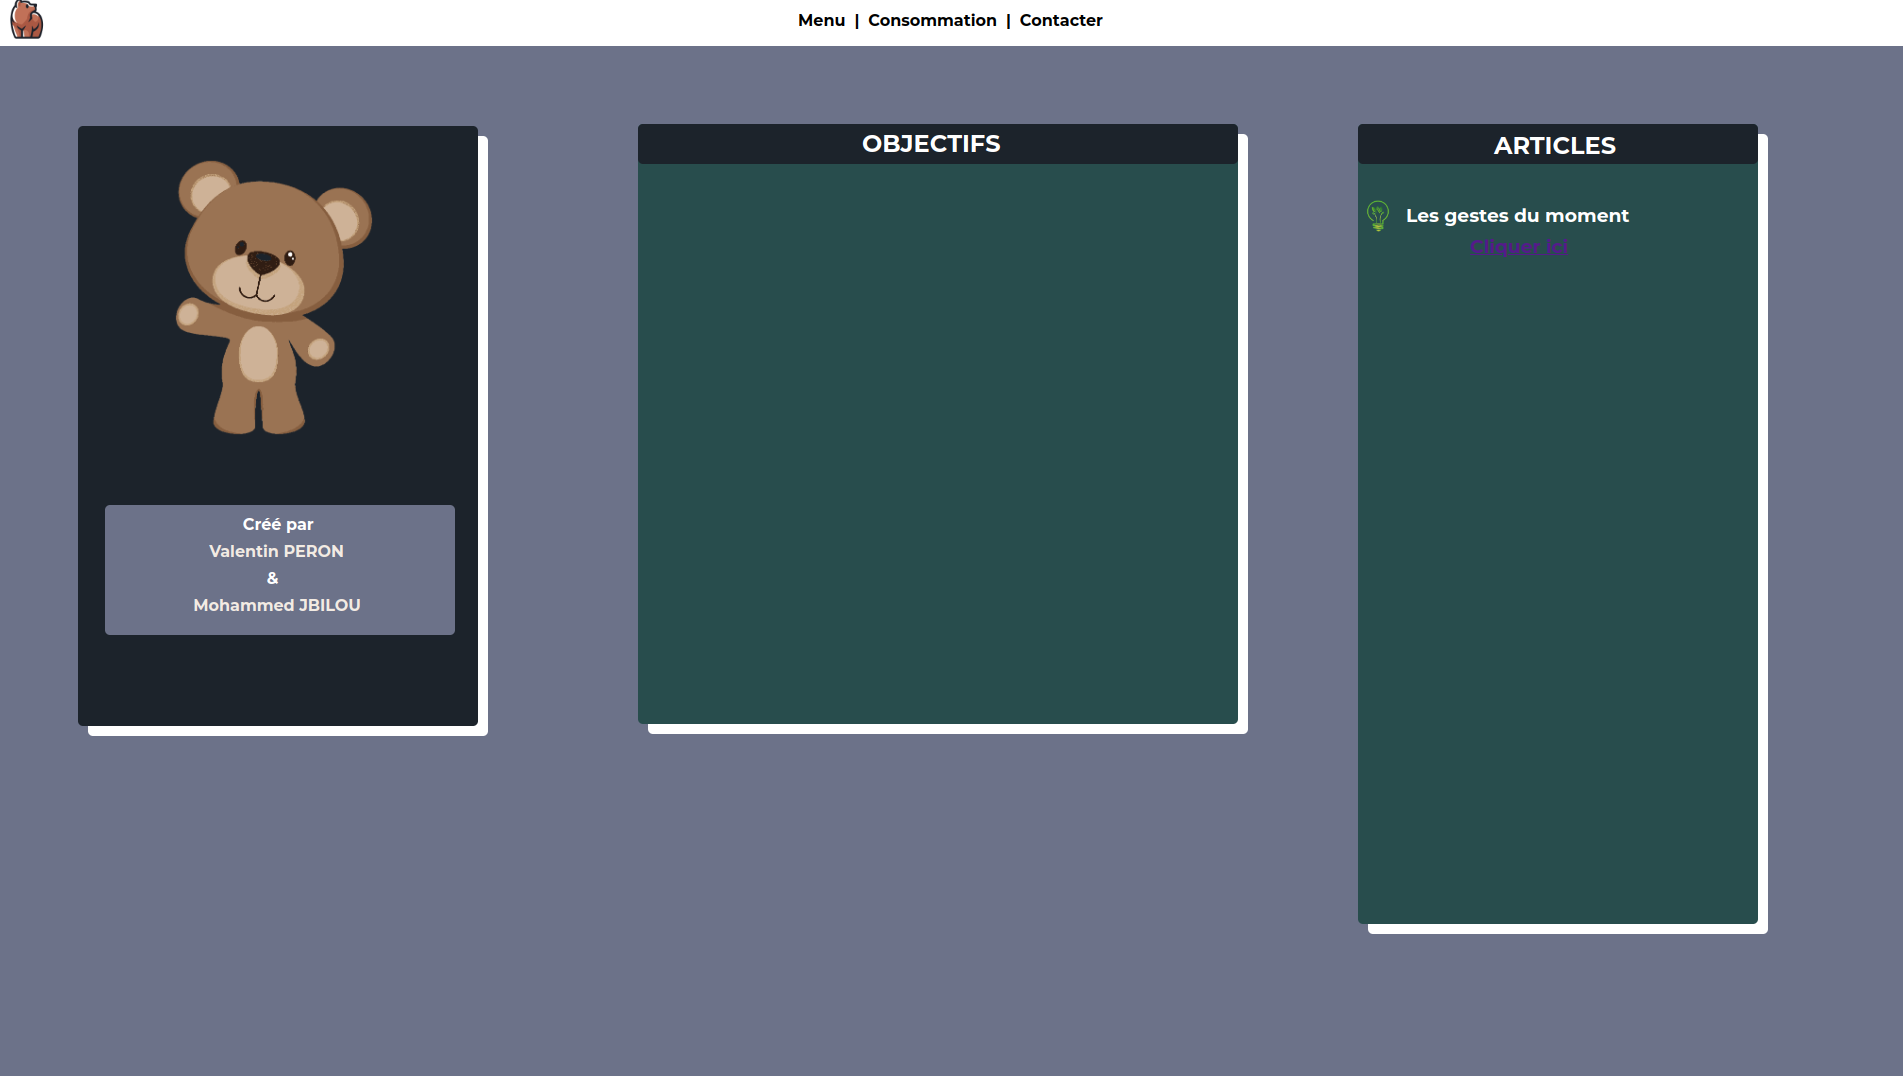 Menu | Consommation | Contacter
Créé par
Valentin PERON
&
Mohammed JBILOU
OBJECTIFS
ARTICLES
Les gestes du moment
Cliquer ici